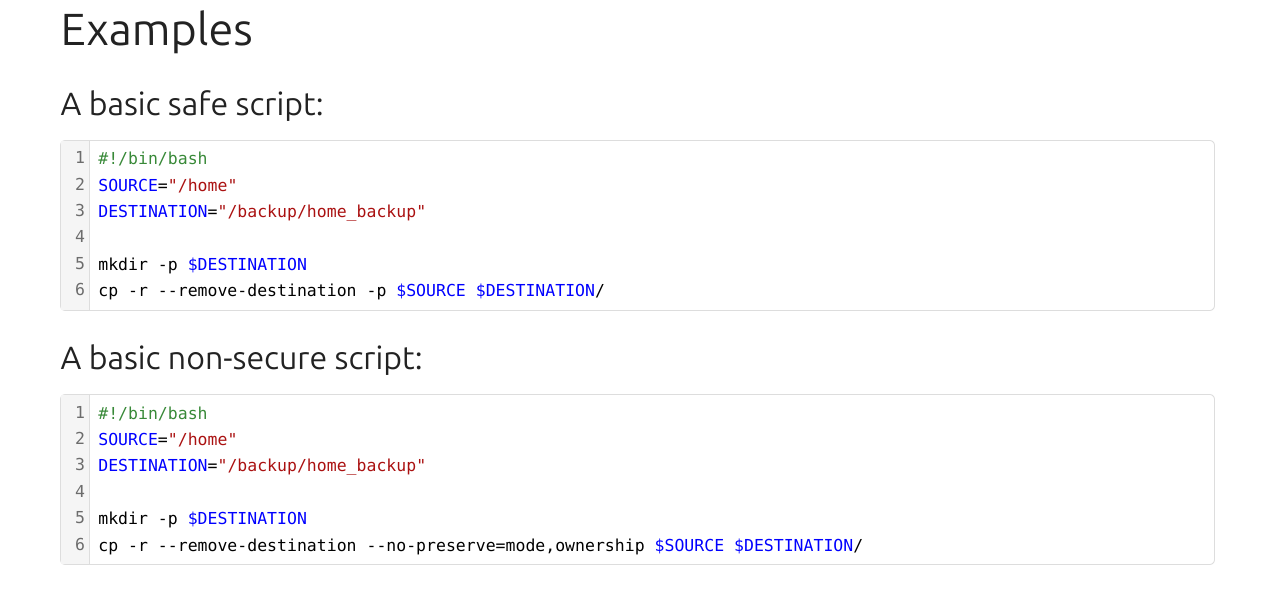 Examples
A basic safe script:
1 #!/bin/bash
2 SOURCE="/home"
3 DESTINATION="/backup/home_backup"
4
5 mkdir -p $DESTINATION
6 cp -r --remove-destination -p $SOURCE $DESTINATION/
A basic non-secure script:
1 #!/bin/bash
2 SOURCE="/home"
3 DESTINATION="/backup/home_backup"
4
5 mkdir -p $DESTINATION
6 cp -r --remove-destination --no-preserve=mode,ownership $SOURCE $DESTINATION/